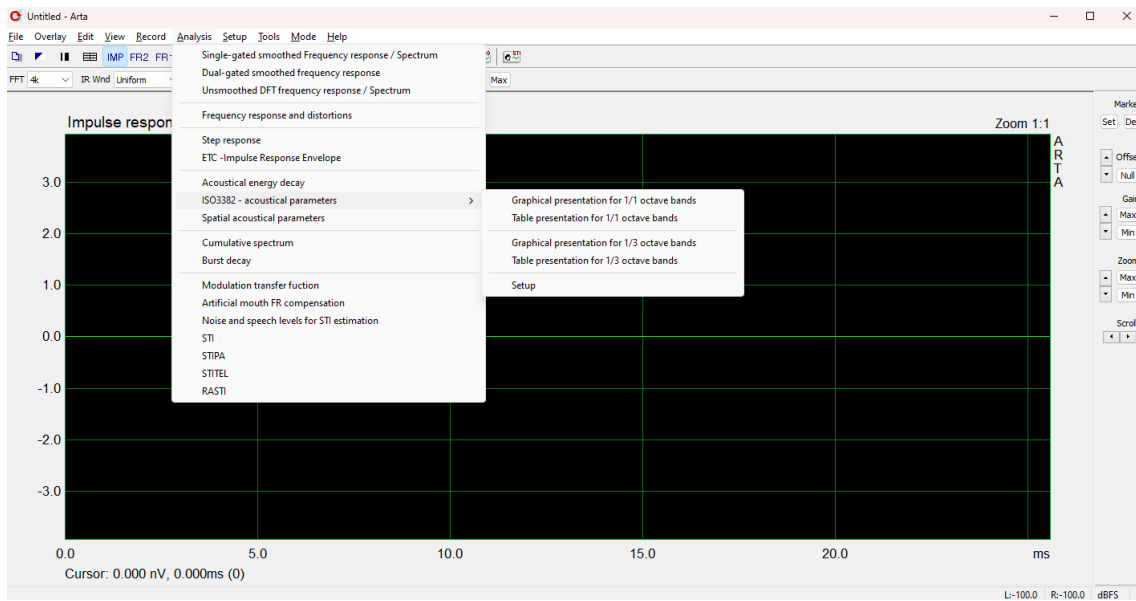 Untitled - Arta
File Overlay Edit View Record Analysis Setup Tools Mode Help
IMP FR2 STI
FFT 4k IR Wnd Uniform Max
Impulse respon
Zoom 1:1
Single-gated smoothed Frequency response / Spectrum
Dual-gated smoothed frequency response
Unsmoothed DFT frequency response / Spectrum
Frequency response and distortions
Step response
ETC -Impulse Response Envelope
Acoustical energy decay
ISO3382 - acoustical parameters
Spatial acoustical parameters
Cumulative spectrum
Burst decay
Modulation transfer fuction
Artificial mouth FR compensation
Noise and speech levels for STI estimation
STI
STIPA
STITEL
RASTI
Graphical presentation for 1/1 octave bands
Table presentation for 1/1 octave bands
Graphical presentation for 1/3 octave bands
Table presentation for 1/3 octave bands
Setup
A
R
T
A
Marke
Set De
Offse
Null
Gai
Max
Min
Zoom
Max
Min
Scrol
3.0
2.0
1.0
0.0
-1.0
-2.0
-3.0
0.0 5.0 10.0 15.0 20.0 ms
Cursor: 0.000 nV, 0.000ms (0)
L:-100.0 R:-100.0 dBFS